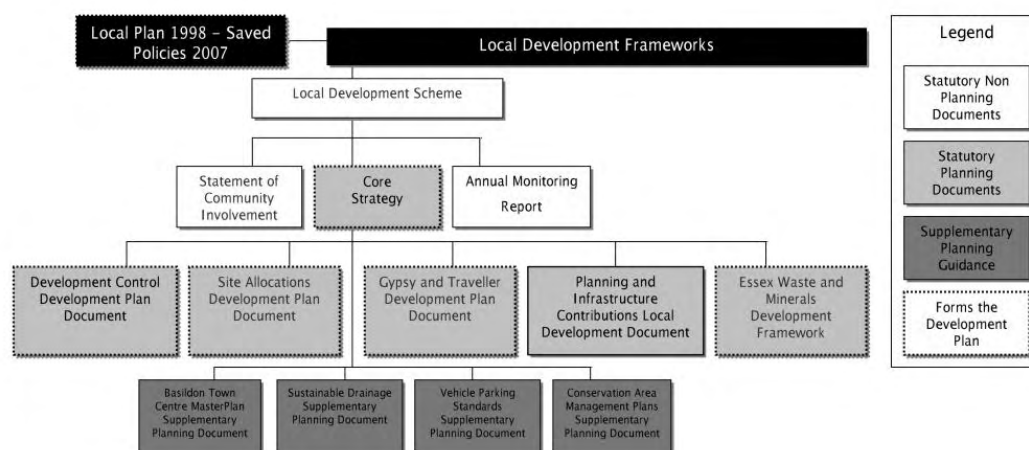 Local Plan 1998 – Saved
Policies 2007
Local Development Frameworks
Local Development Scheme
Statement of
Community
Involvement
Core
Strategy
Annual Monitoring
Report
Development Control
Development Plan
Document
Site Allocations
Development Plan
Document
Gypsy and Traveller
Development Plan
Document
Planning and
Infrastructure
Contributions Local
Development Document
Essex Waste and
Minerals
Development
Framework
Basildon Town
Centre MasterPlan
Supplementary
Planning Document
Sustainable Drainage
Supplementary
Planning Document
Vehicle Parking
Standards
Supplementary
Planning Document
Conservation Area
Management Plans
Supplementary
Planning Document
Legend
Statutory Non
Planning
Documents
Statutory
Planning
Documents
Supplementary
Planning
Guidance
Forms the
Development
Plan